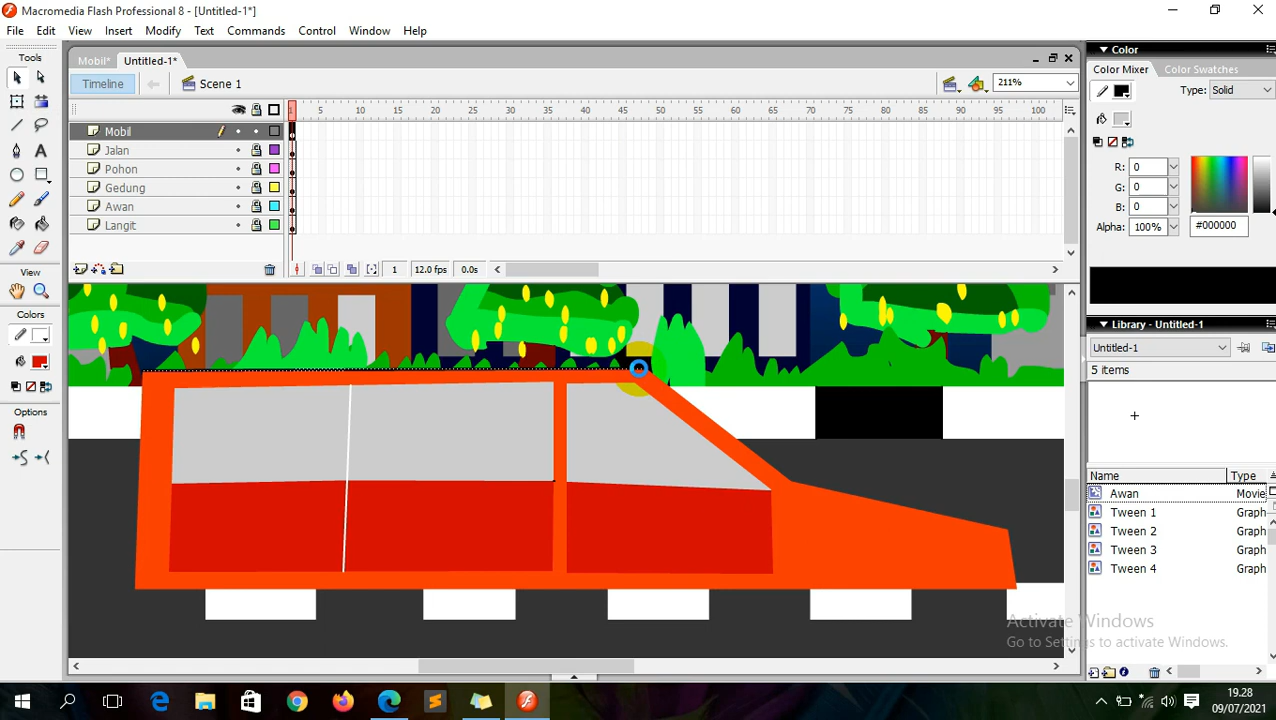 Macromedia Flash Professional 8 - [Untitled-1*]
File Edit View Insert Modify Text Commands Control Window Help
Tools
View
Colors
Options
Mobil* Untitled-1*
Timeline Scene 1 211%
5 10 15 20 25 30 35 40 45 50 55 60 65 70 75 80 85 90 95 100
Mobil
Jalan
Pohon
Gedung
Awan
Langit
1 12.0 fps 0.0s
Color
Color Mixer Color Swatches
Type: Solid
R: 0
G: 0
B: 0
Alpha: 100% #000000
Library - Untitled-1
Untitled-1
5 items
Name Type
Awan Movie
Tween 1 Graph
Tween 2 Graph
Tween 3 Graph
Tween 4 Graph
Activate Windows
Go to Settings to activate Windows.
19.28
09/07/2021